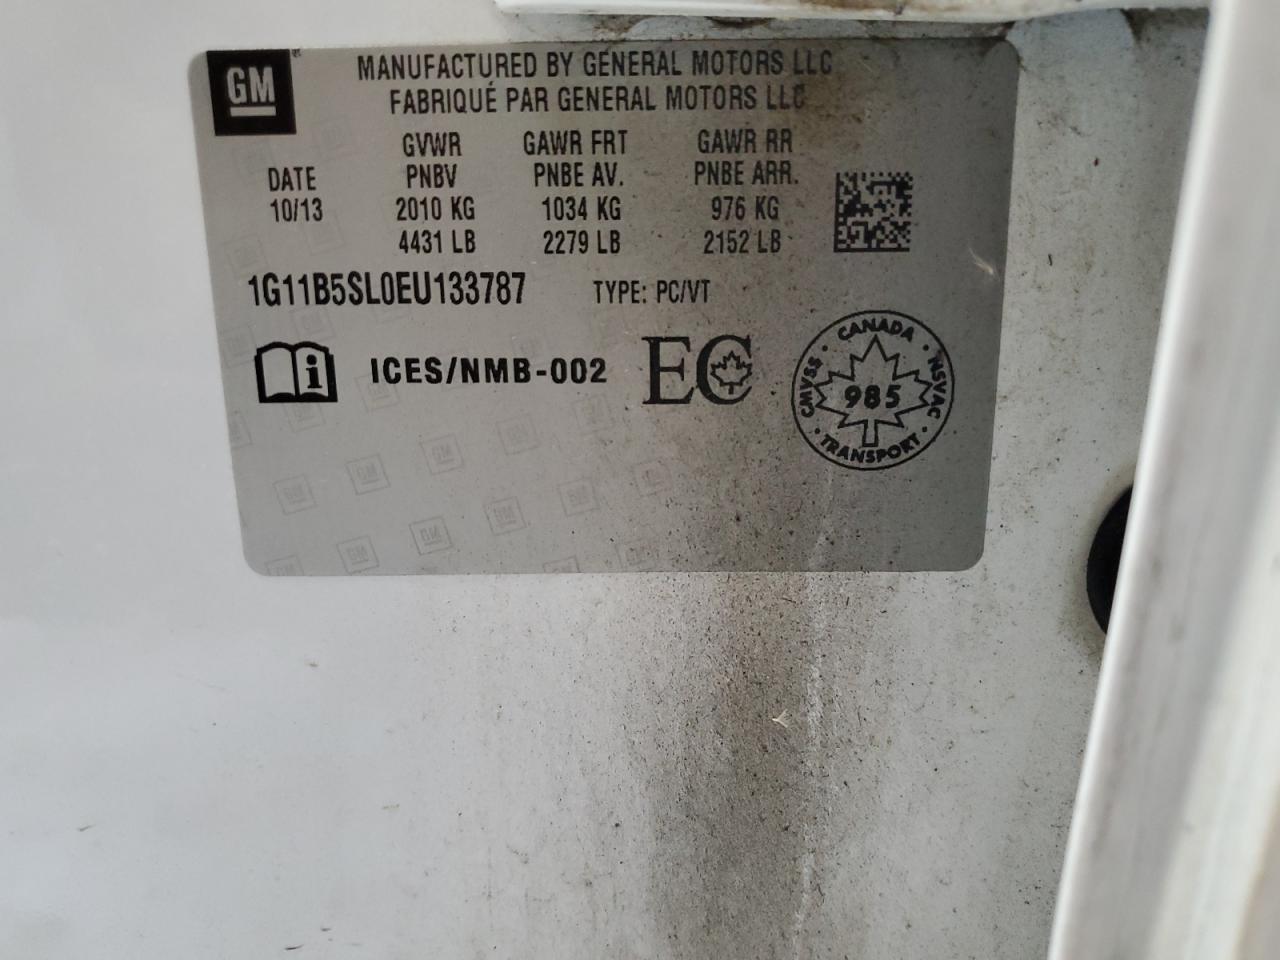 GM
MANUFACTURED BY GENERAL MOTORS LLC
FABRIQUÉ PAR GENERAL MOTORS LLC
GVWR GAWR FRT GAWR RR
DATE PNBV PNBE AV. PNBE ARR.
10/13 2010 KG 1034 KG 976 KG
4431 LB 2279 LB 2152 LB
1G11B5SL0EU133787 TYPE: PC/VT
i ICES/NMB-002 EC
CANADA
CMVSS 985 NSVAC
TRANSPORT